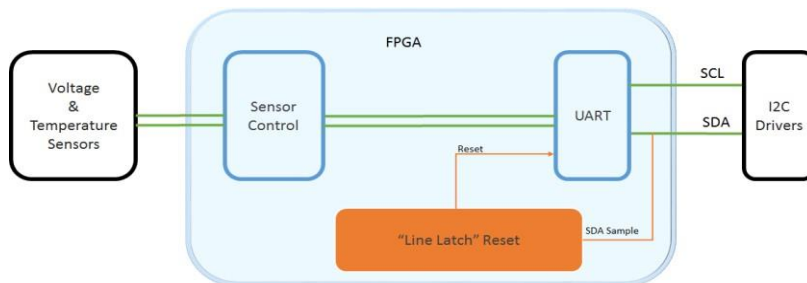 FPGA
Voltage
&
Temperature
Sensors
Sensor
Control
UART
SCL
SDA
I2C
Drivers
Reset
“Line Latch” Reset
SDA Sample